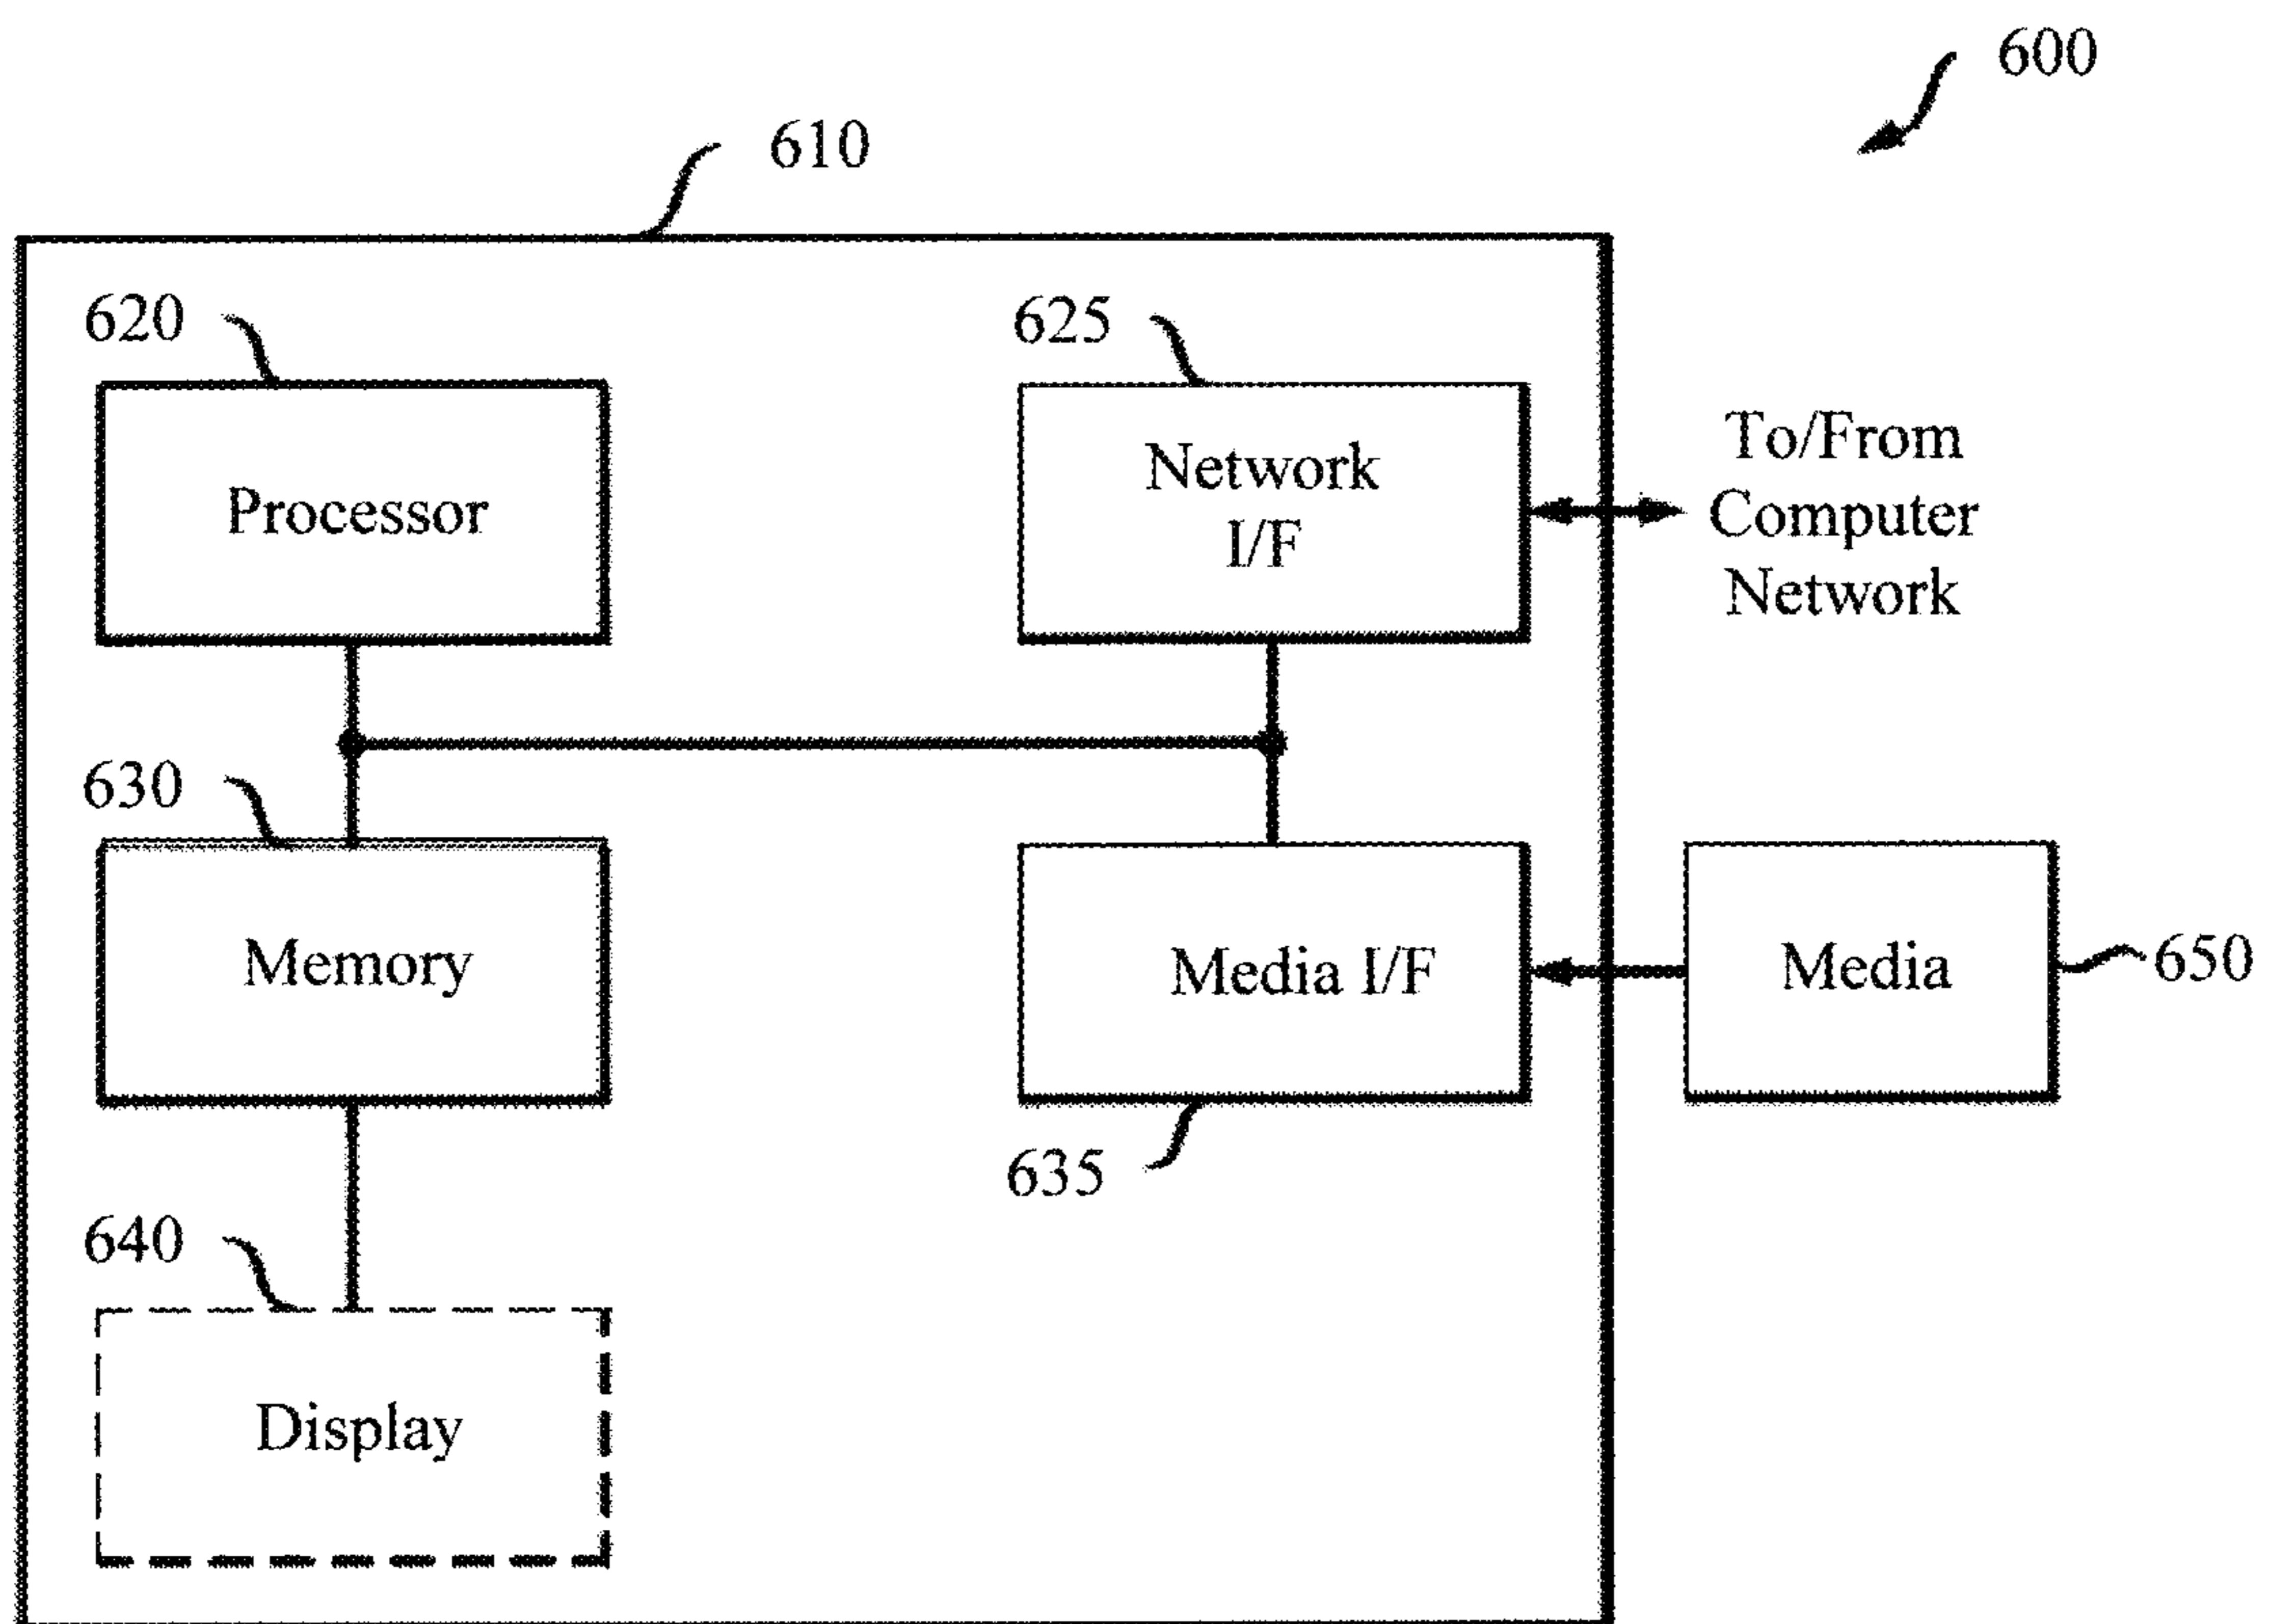 600
610
620
625
Processor
Network
I/F
To/From
Computer
Network
630
Memory
Media I/F
Media
650
635
640
Display